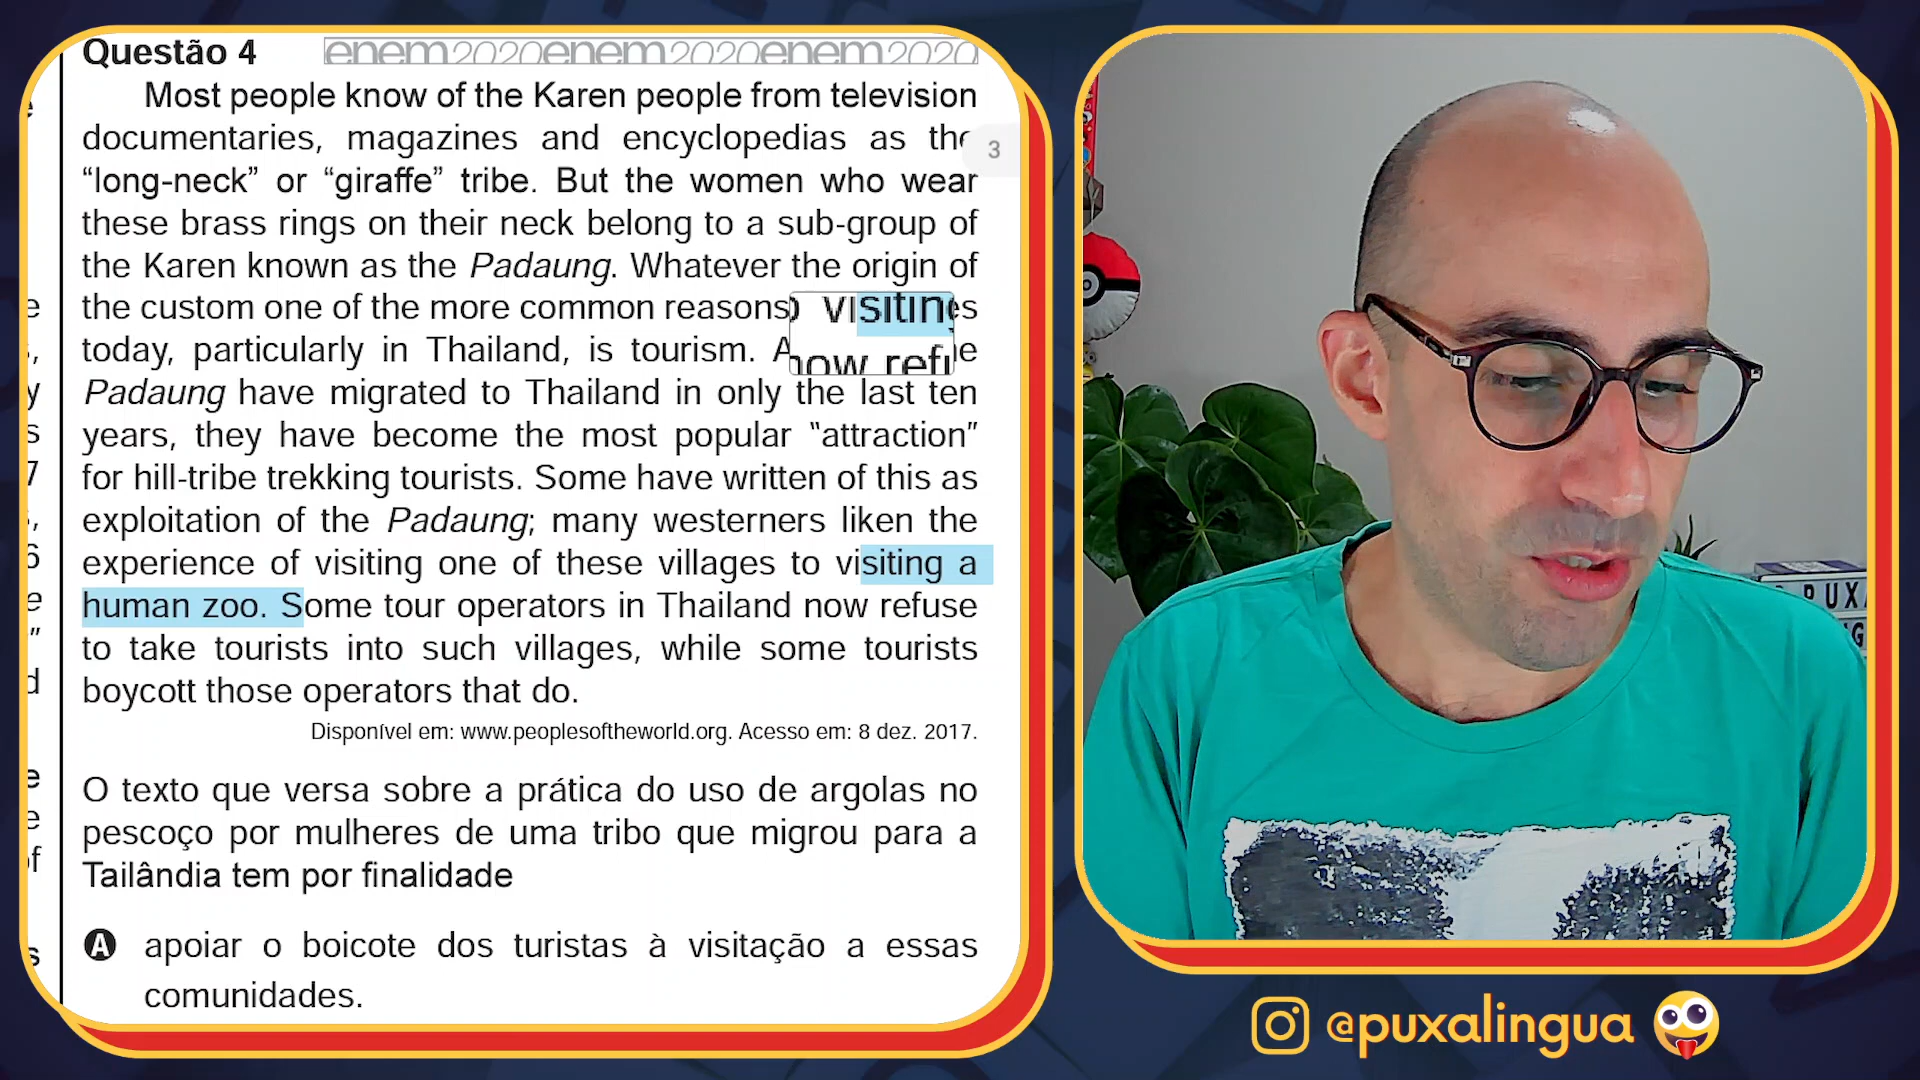 Questão 4
enem2020enem2020enem2020
Most people know of the Karen people from television
documentaries, magazines and encyclopedias as the
“long-neck” or “giraffe” tribe. But the women who wear
these brass rings on their neck belong to a sub-group of
the Karen known as the Padaung. Whatever the origin of
the custom one of the more common reasons
visiting
today, particularly in Thailand, is tourism.
now
Padaung have migrated to Thailand in only the last ten
years, they have become the most popular “attraction”
for hill-tribe trekking tourists. Some have written of this as
exploitation of the Padaung; many westerners liken the
experience of visiting one of these villages to visiting a
human zoo. Some tour operators in Thailand now refuse
to take tourists into such villages, while some tourists
boycott those operators that do.
Disponível em: www.peoplesoftheworld.org. Acesso em: 8 dez. 2017.
O texto que versa sobre a prática do uso de argolas no
pescoço por mulheres de uma tribo que migrou para a
Tailândia tem por finalidade
A apoiar o boicote dos turistas à visitação a essas
comunidades.
3
PUXA
@puxalingua